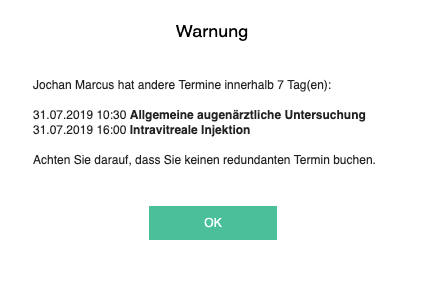 Warnung
Jochan Marcus hat andere Termine innerhalb 7 Tag(en):
31.07.2019 10:30 Allgemeine augenärztliche Untersuchung
31.07.2019 16:00 Intravitreale Injektion
Achten Sie darauf, dass Sie keinen redundanten Termin buchen.
OK